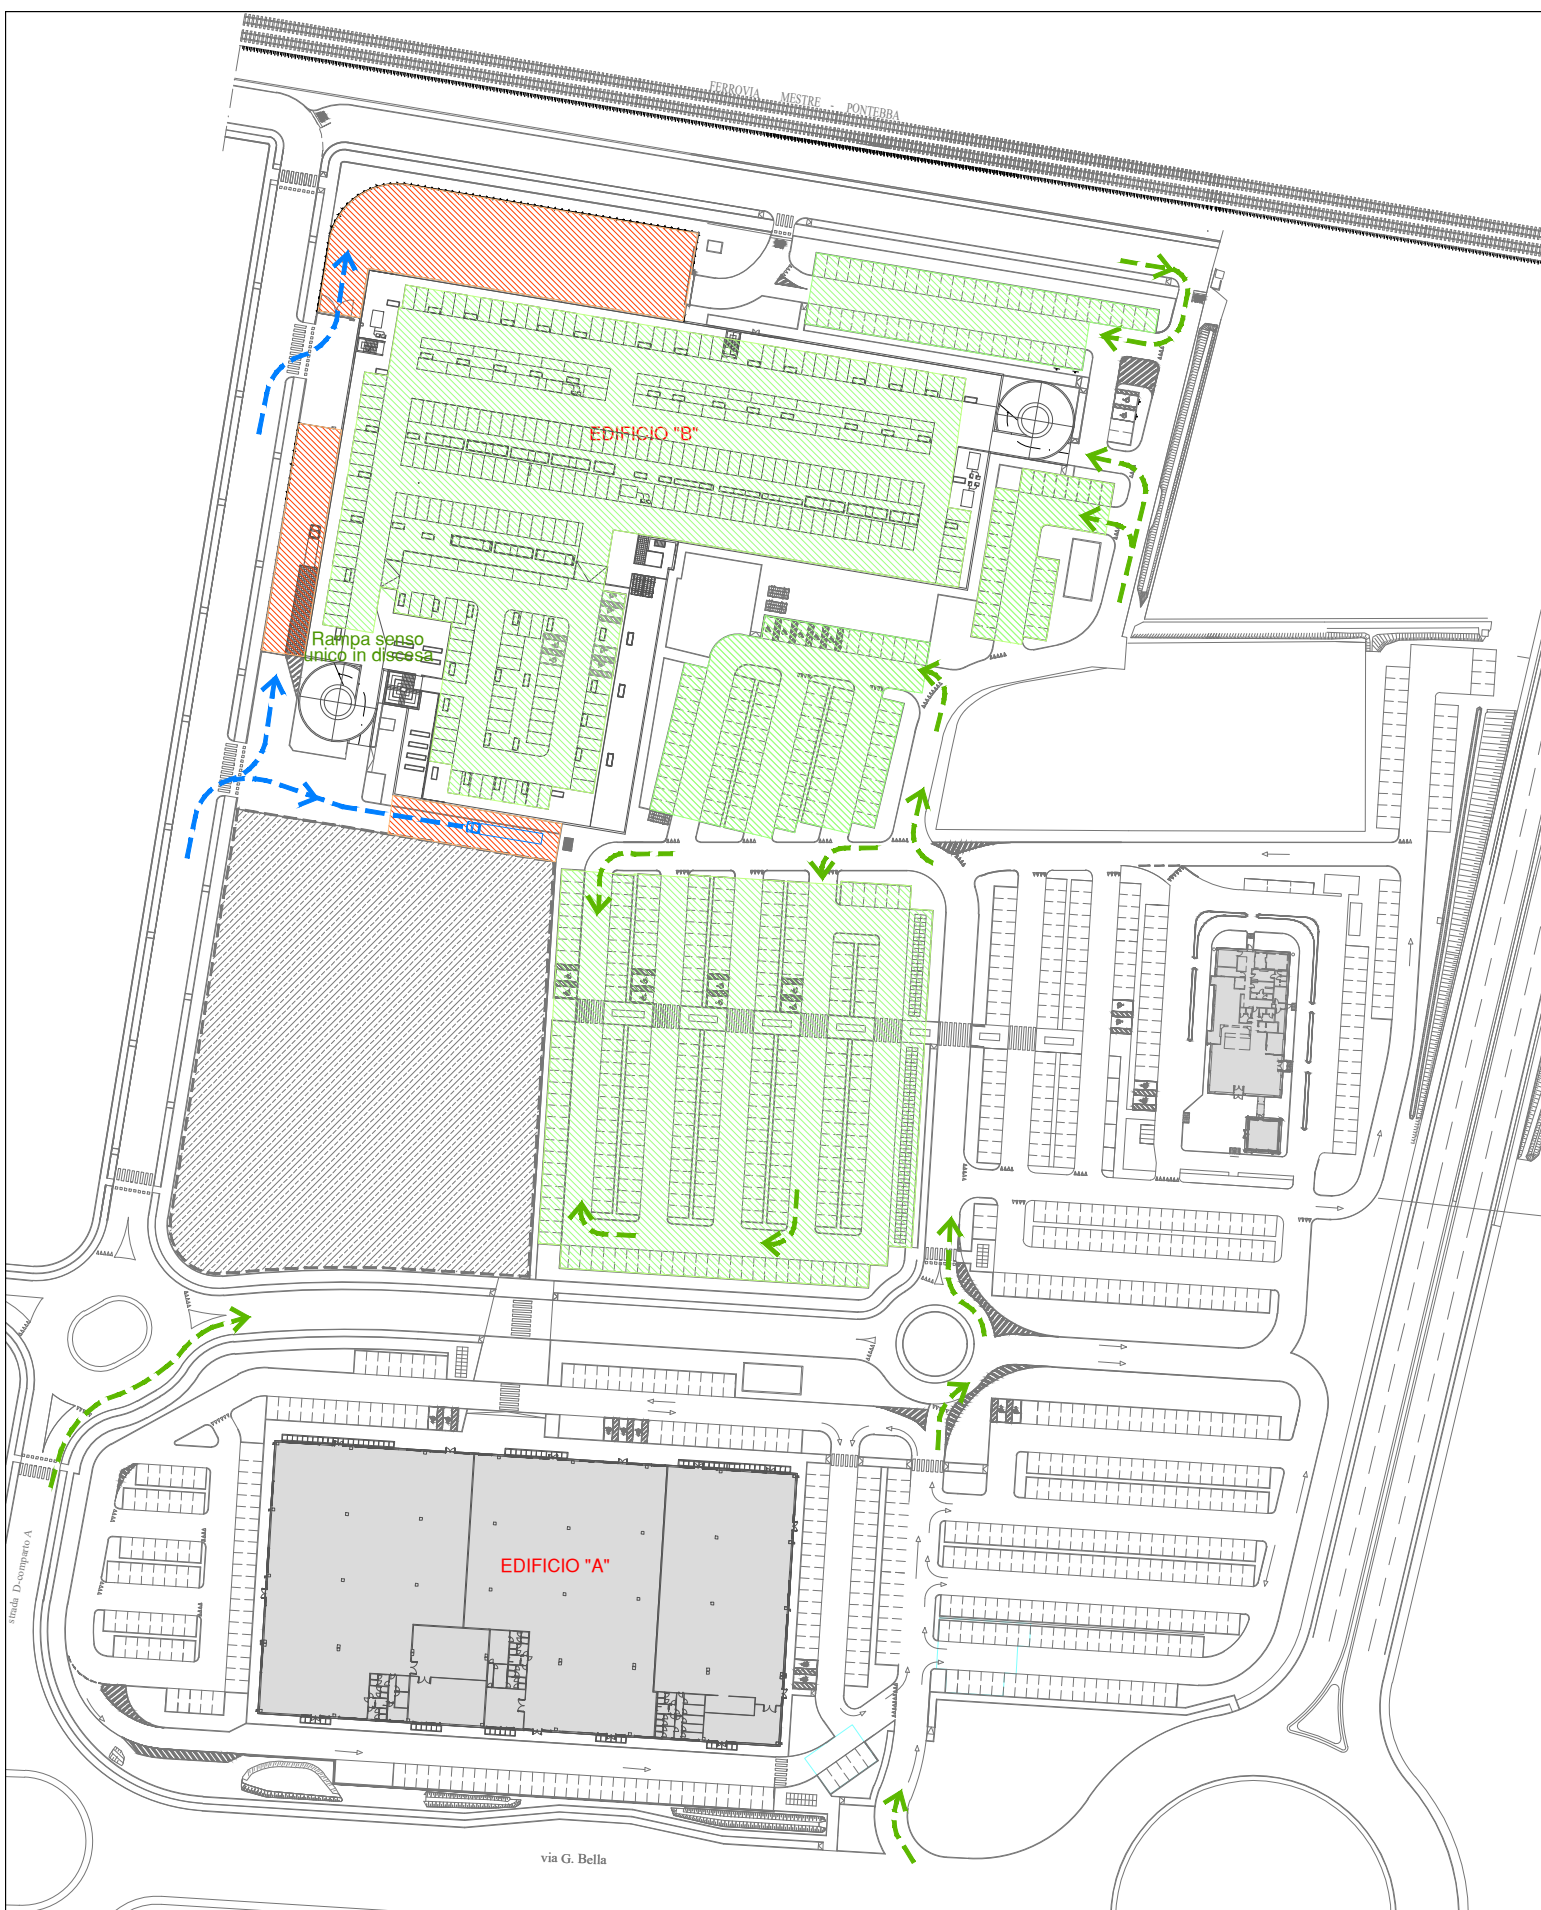 FERROVIA MESTRE - PONTEBBA
EDIFICIO "B"
Rampa senso
unico in discesa
EDIFICIO "A"
strada D-comparto A
via G. Bella